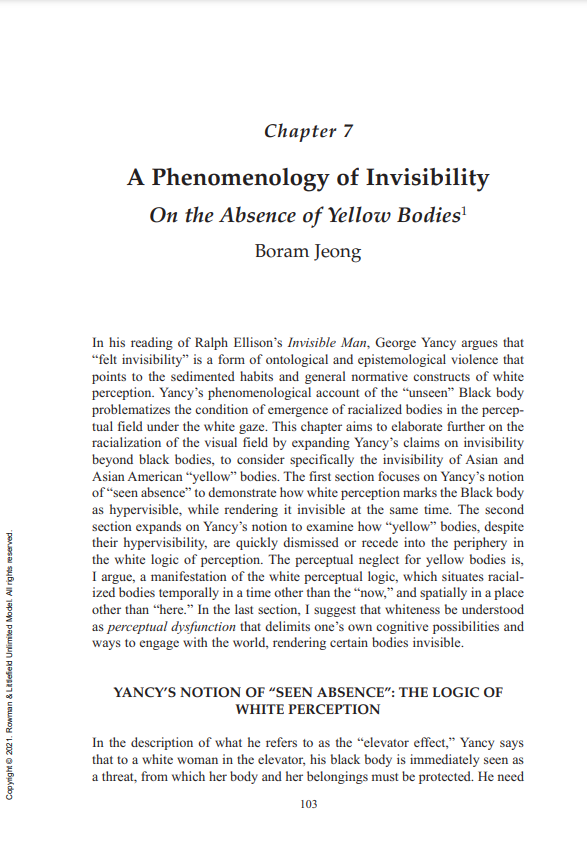 Chapter 7
A Phenomenology of Invisibility
On the Absence of Yellow Bodies1
Boram Jeong
In his reading of Ralph Ellison’s Invisible Man, George Yancy argues that
“felt invisibility” is a form of ontological and epistemological violence that
points to the sedimented habits and general normative constructs of white
perception. Yancy’s phenomenological account of the “unseen” Black body
problematizes the condition of emergence of racialized bodies in the percep-
tual field under the white gaze. This chapter aims to elaborate further on the
racialization of the visual field by expanding Yancy’s claims on invisibility
beyond black bodies, to consider specifically the invisibility of Asian and
Asian American “yellow” bodies. The first section focuses on Yancy’s notion
of “seen absence” to demonstrate how white perception marks the Black body
as hypervisible, while rendering it invisible at the same time. The second
section expands on Yancy’s notion to examine how “yellow” bodies, despite
their hypervisibility, are quickly dismissed or recede into the periphery in
the white logic of perception. The perceptual neglect for yellow bodies is,
I argue, a manifestation of the white perceptual logic, which situates racial-
ized bodies temporally in a time other than the “now,” and spatially in a place
other than “here.” In the last section, I suggest that whiteness be understood
as perceptual dysfunction that delimits one’s own cognitive possibilities and
ways to engage with the world, rendering certain bodies invisible.
YANCY’S NOTION OF “SEEN ABSENCE”: THE LOGIC OF
WHITE PERCEPTION
In the description of what he refers to as the “elevator effect,” Yancy says
that to a white woman in the elevator, his black body is immediately seen as
a threat, from which her body and her belongings must be protected. He need
103
Copyright © 2021. Rowman & Littlefield Unlimited Model. All rights reserved.